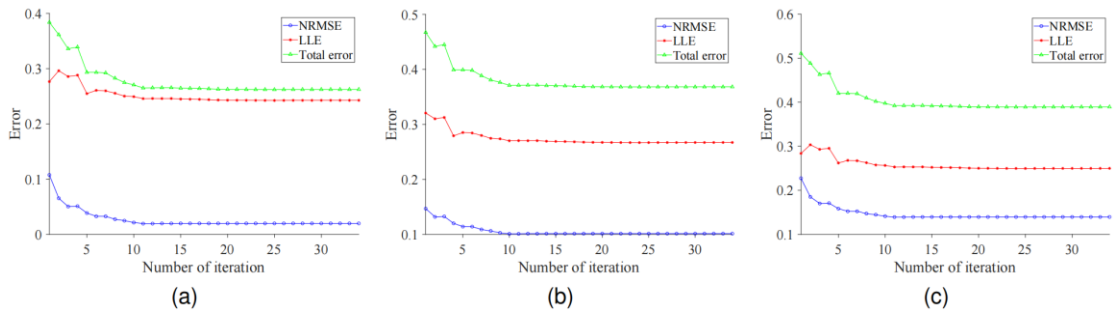 0.4
0.3
0.2
0.1
0
Error
NRMSE
LLE
Total error
5 10 15 20 25 30
Number of iteration
(a)
0.5
0.4
0.3
0.2
0.1
Error
NRMSE
LLE
Total error
5 10 15 20 25 30
Number of iteration
(b)
0.6
0.5
0.4
0.3
0.2
0.1
Error
NRMSE
LLE
Total error
5 10 15 20 25 30
Number of iteration
(c)